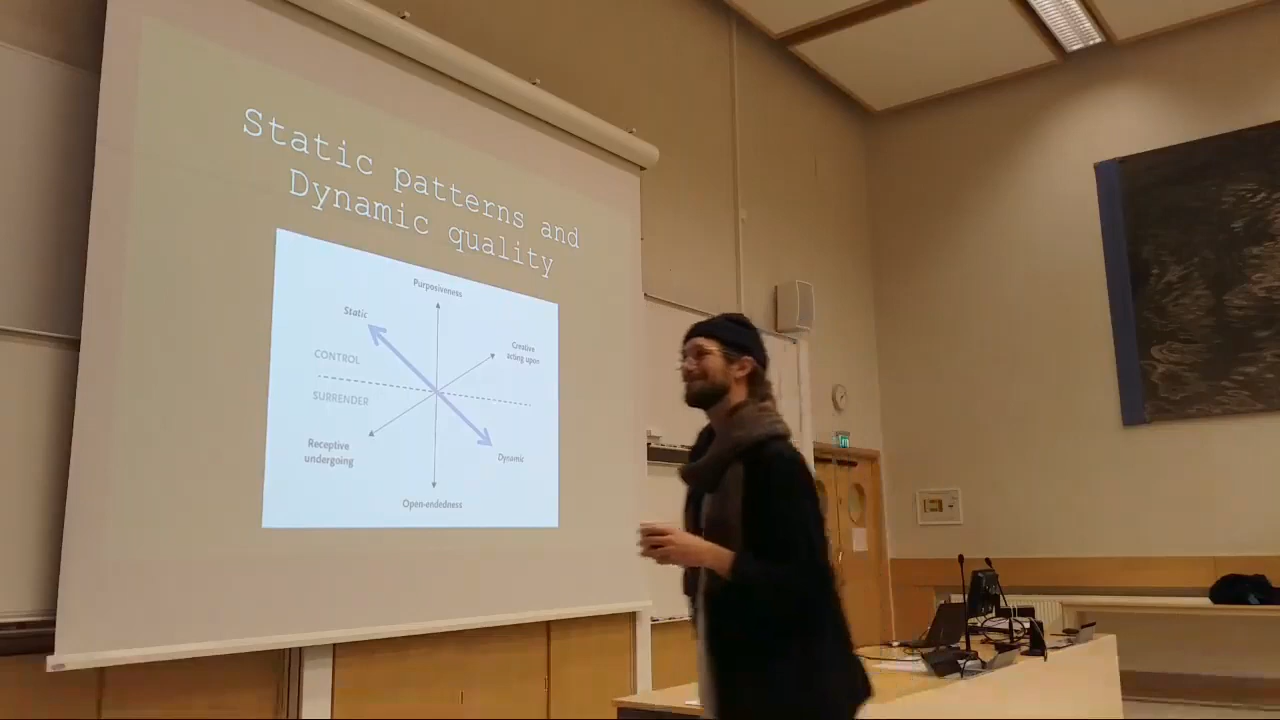 Static patterns and
Dynamic quality
Purposiveness
Static
Creative
acting upon
CONTROL
SURRENDER
Receptive
undergoing
Dynamic
Open-endedness